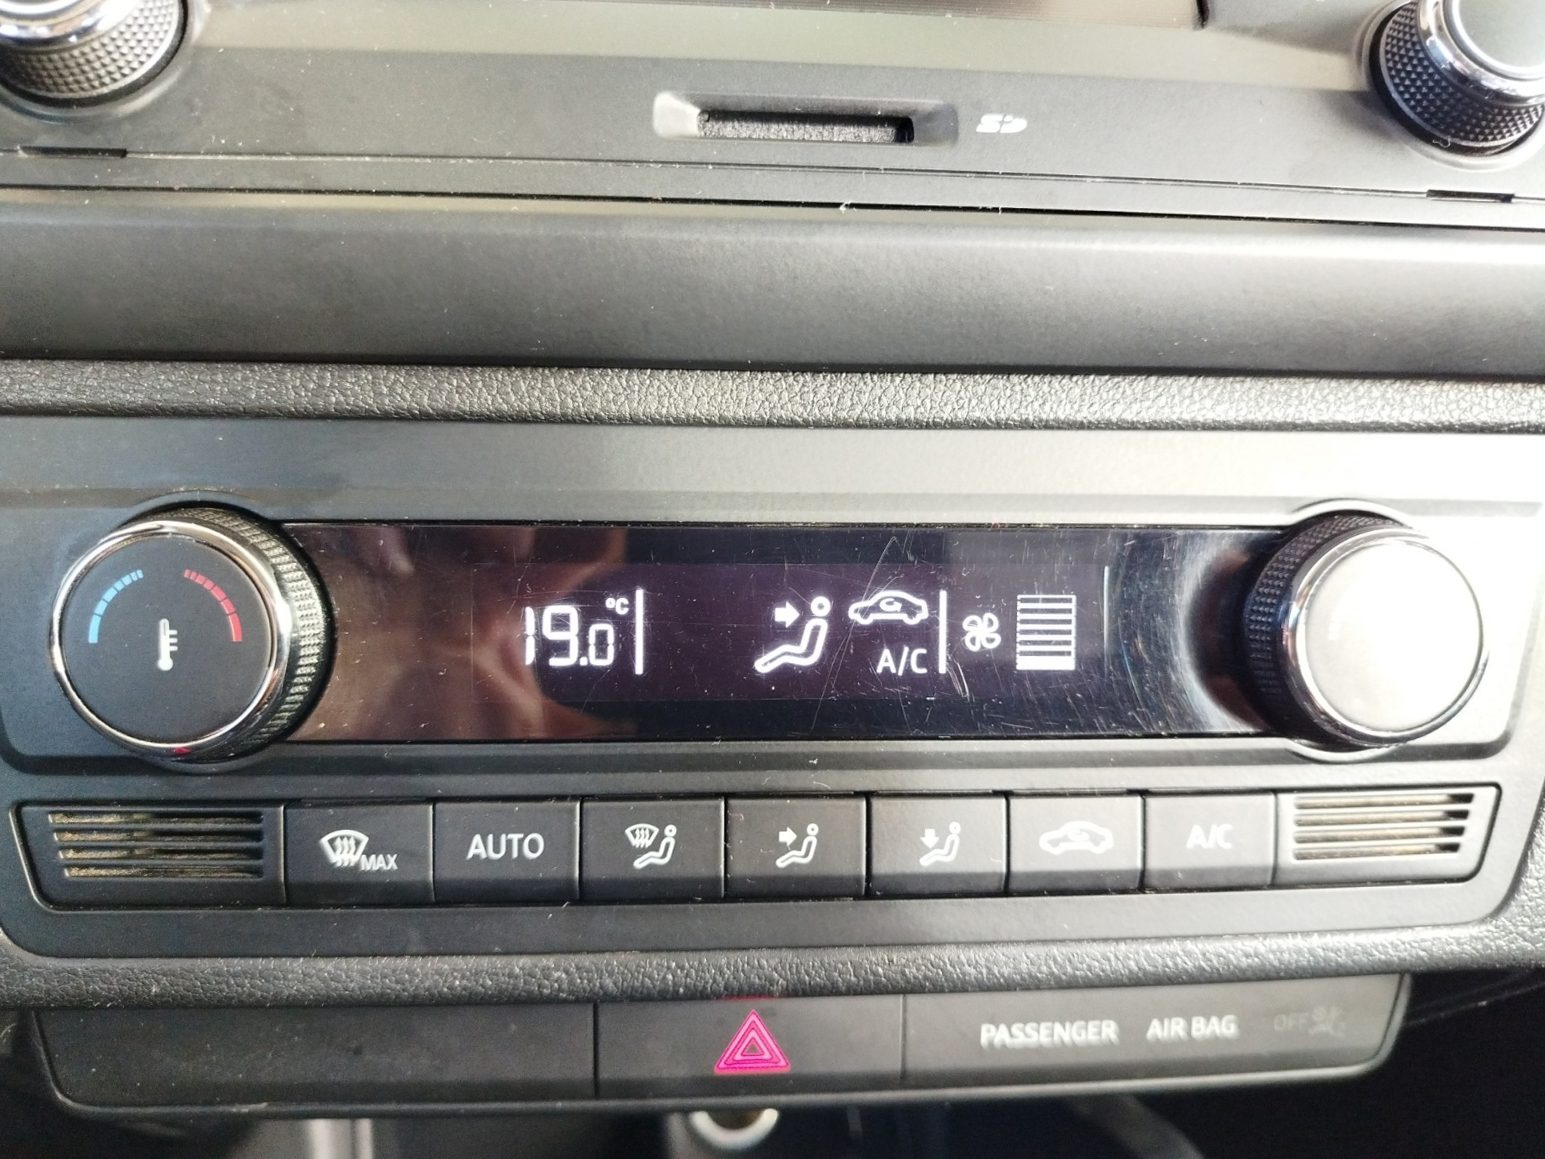 SD
19.0 °C
A/C
MAX
AUTO
A/C
PASSENGER AIR BAG OFF